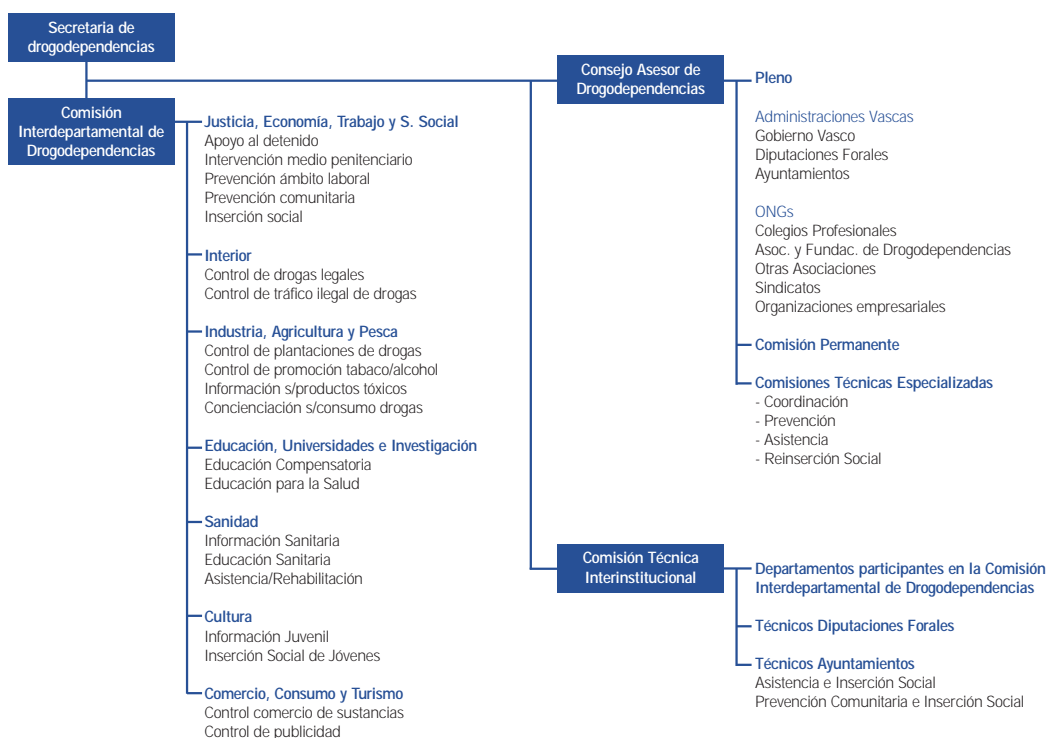 Secretaria de
drogodependencias
Comisión
Interdepartamental de
Drogodependencias
Justicia, Economía, Trabajo y S. Social
Apoyo al detenido
Intervención medio penitenciario
Prevención ámbito laboral
Prevención comunitaria
Inserción social
Interior
Control de drogas legales
Control de tráfico ilegal de drogas
Industria, Agricultura y Pesca
Control de plantaciones de drogas
Control de promoción tabaco/alcohol
Información s/productos tóxicos
Concienciación s/consumo drogas
Educación, Universidades e Investigación
Educación Compensatoria
Educación para la Salud
Sanidad
Información Sanitaria
Educación Sanitaria
Asistencia/Rehabilitación
Cultura
Información Juvenil
Inserción Social de Jóvenes
Comercio, Consumo y Turismo
Control comercio de sustancias
Control de publicidad
Consejo Asesor de
Drogodependencias
Pleno
Administraciones Vascas
Gobierno Vasco
Diputaciones Forales
Ayuntamientos
ONGs
Colegios Profesionales
Asoc. y Fundac. de Drogodependencias
Otras Asociaciones
Sindicatos
Organizaciones empresariales
Comisión Permanente
Comisiones Técnicas Especializadas
- Coordinación
- Prevención
- Asistencia
- Reinserción Social
Comisión Técnica
Interinstitucional
Departamentos participantes en la Comisión
Interdepartamental de Drogodependencias
Técnicos Diputaciones Forales
Técnicos Ayuntamientos
Asistencia e Inserción Social
Prevención Comunitaria e Inserción Social